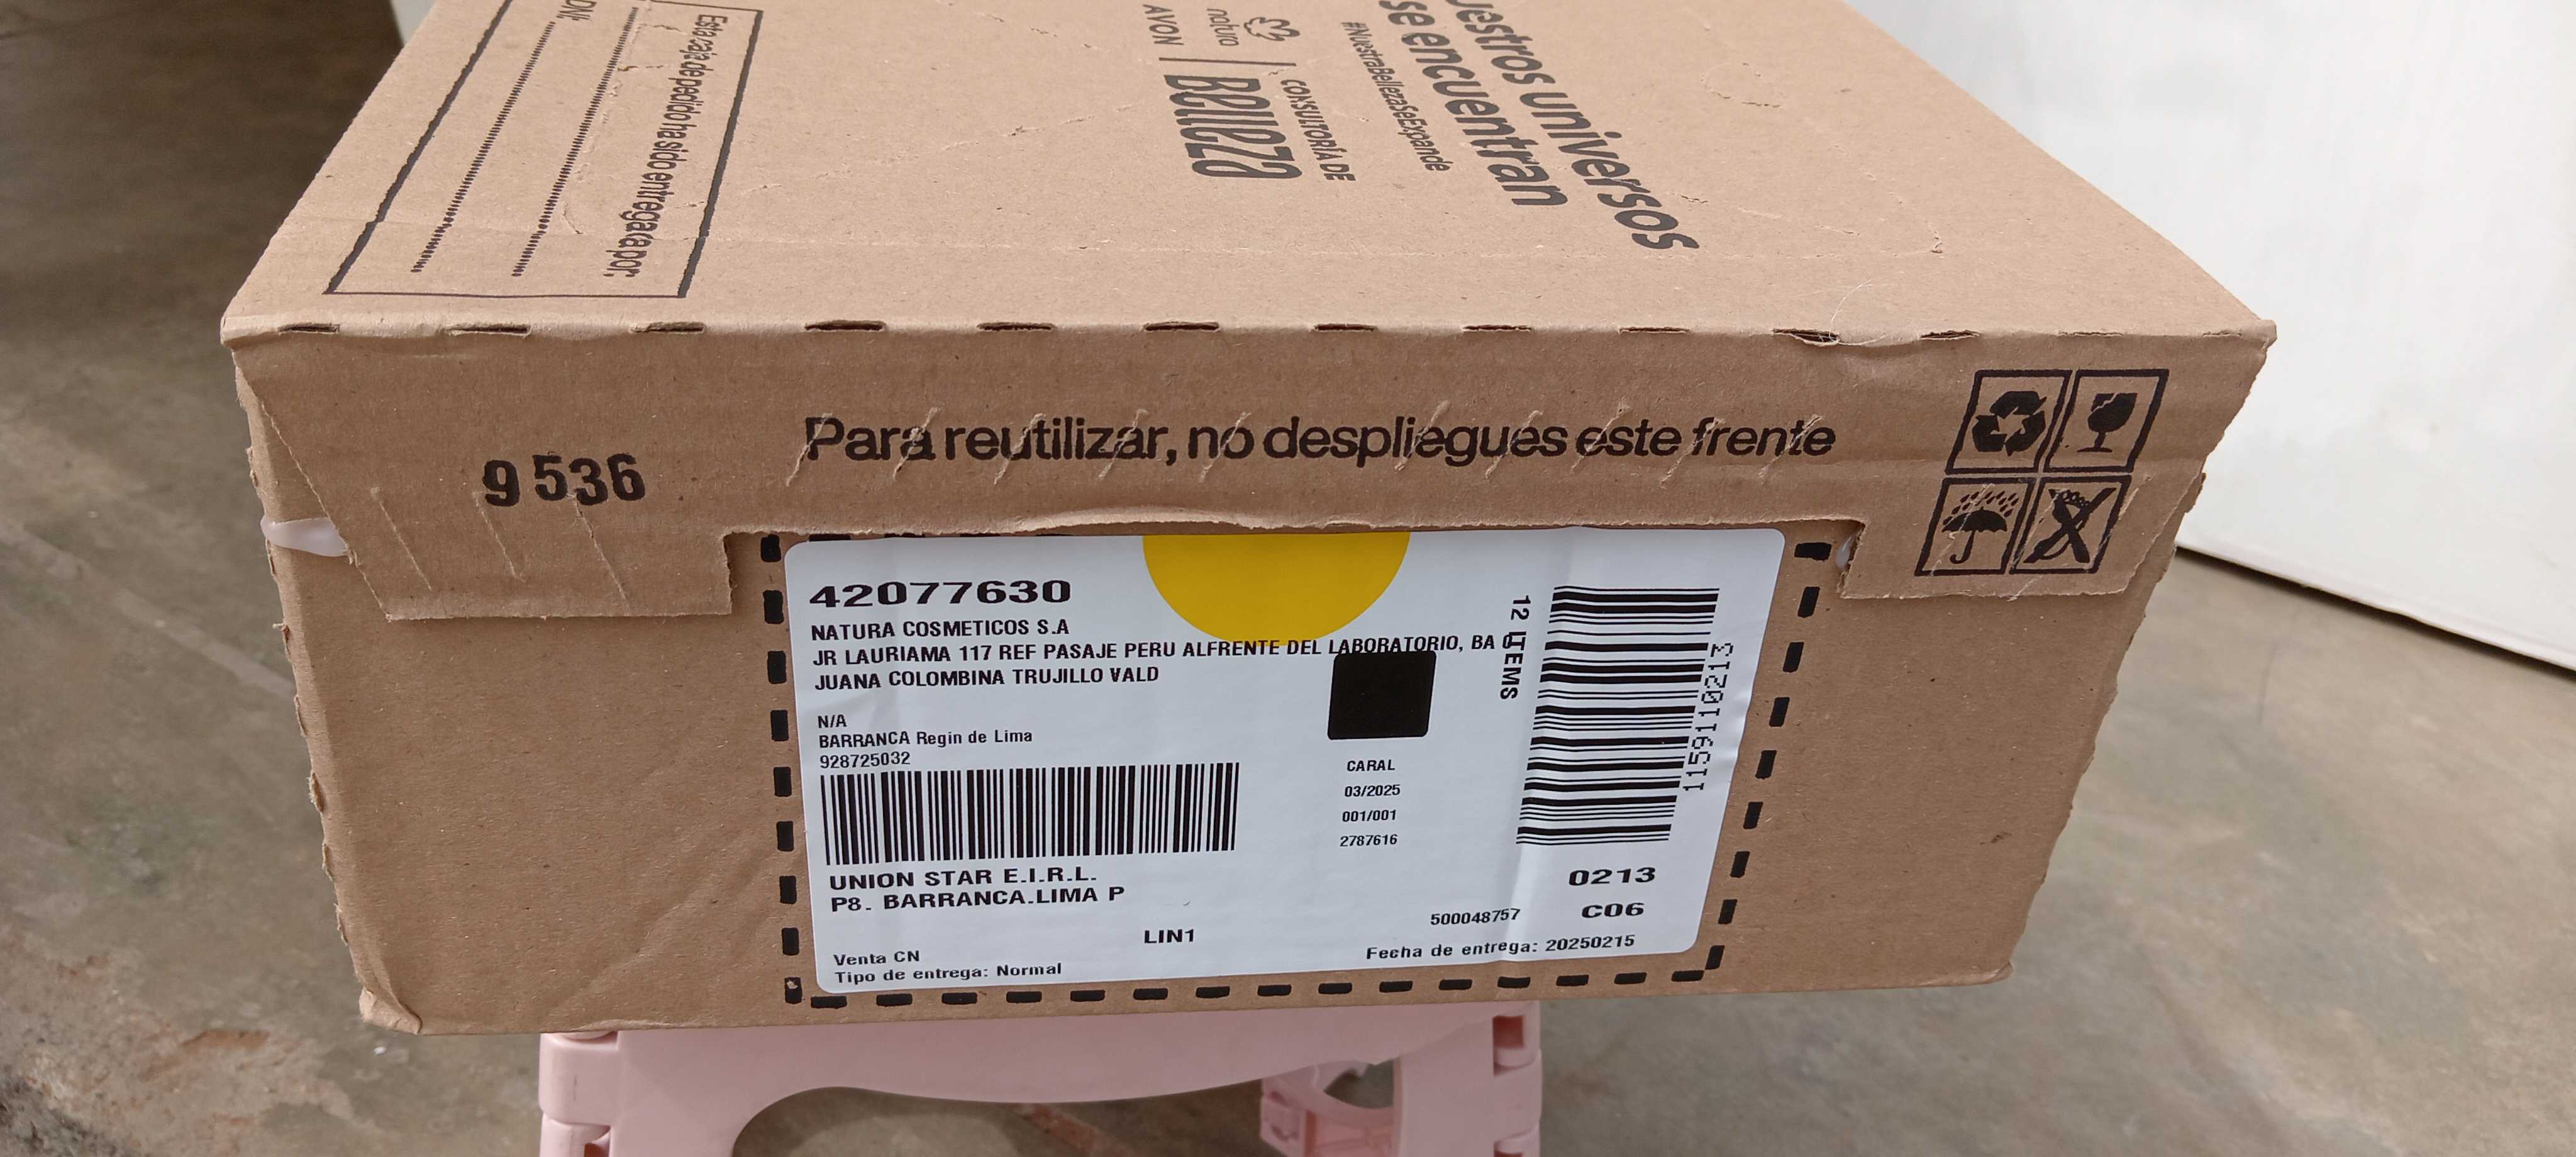 DNI:
Esta caja de pedido ha sido entregada por:
AVON
natura
CONSULTORÍA DE
Belleza
#NuestraBellezaSeExpande
uestros universos
se encuentran
9536
Para reutilizar, no despliegues este frente
42077630
NATURA COSMETICOS S.A
JR LAURIAMA 117 REF PASAJE PERU ALFRENTE DEL LABORATORIO, BA
JUANA COLOMBINA TRUJILLO VALD
N/A
BARRANCA Regin de Lima
928725032
UNION STAR E.I.R.L.
P8. BARRANCA.LIMA P
LIN1
Venta CN
Tipo de entrega: Normal
CARAL
03/2025
001/001
2787616
12 ITEMS
1159110213
0213
C06
500048757
Fecha de entrega: 20250215